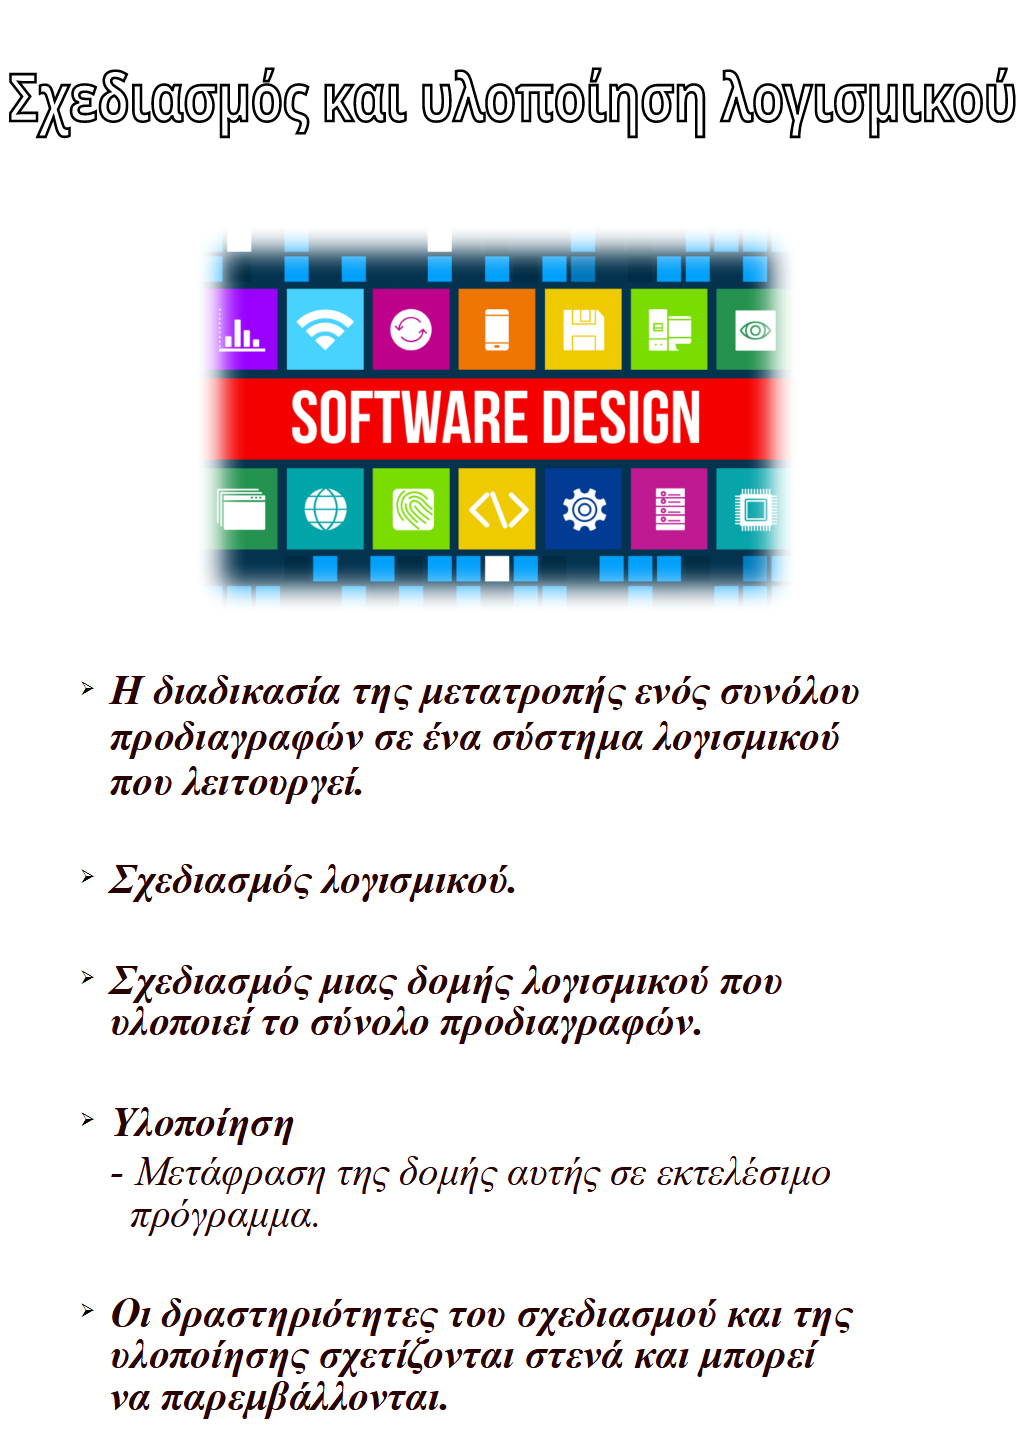 Σχεδιασμός και υλοποίηση λογισμικού
SOFTWARE DESIGN
➢ Η διαδικασία της μετατροπής ενός συνόλου
προδιαγραφών σε ένα σύστημα λογισμικού
που λειτουργεί.
➢ Σχεδιασμός λογισμικού.
➢ Σχεδιασμός μιας δομής λογισμικού που
υλοποιεί το σύνολο προδιαγραφών.
➢ Υλοποίηση
- Μετάφραση της δομής αυτής σε εκτελέσιμο
πρόγραμμα.
➢ Οι δραστηριότητες του σχεδιασμού και της
υλοποίησης σχετίζονται στενά και μπορεί
να παρεμβάλλονται.